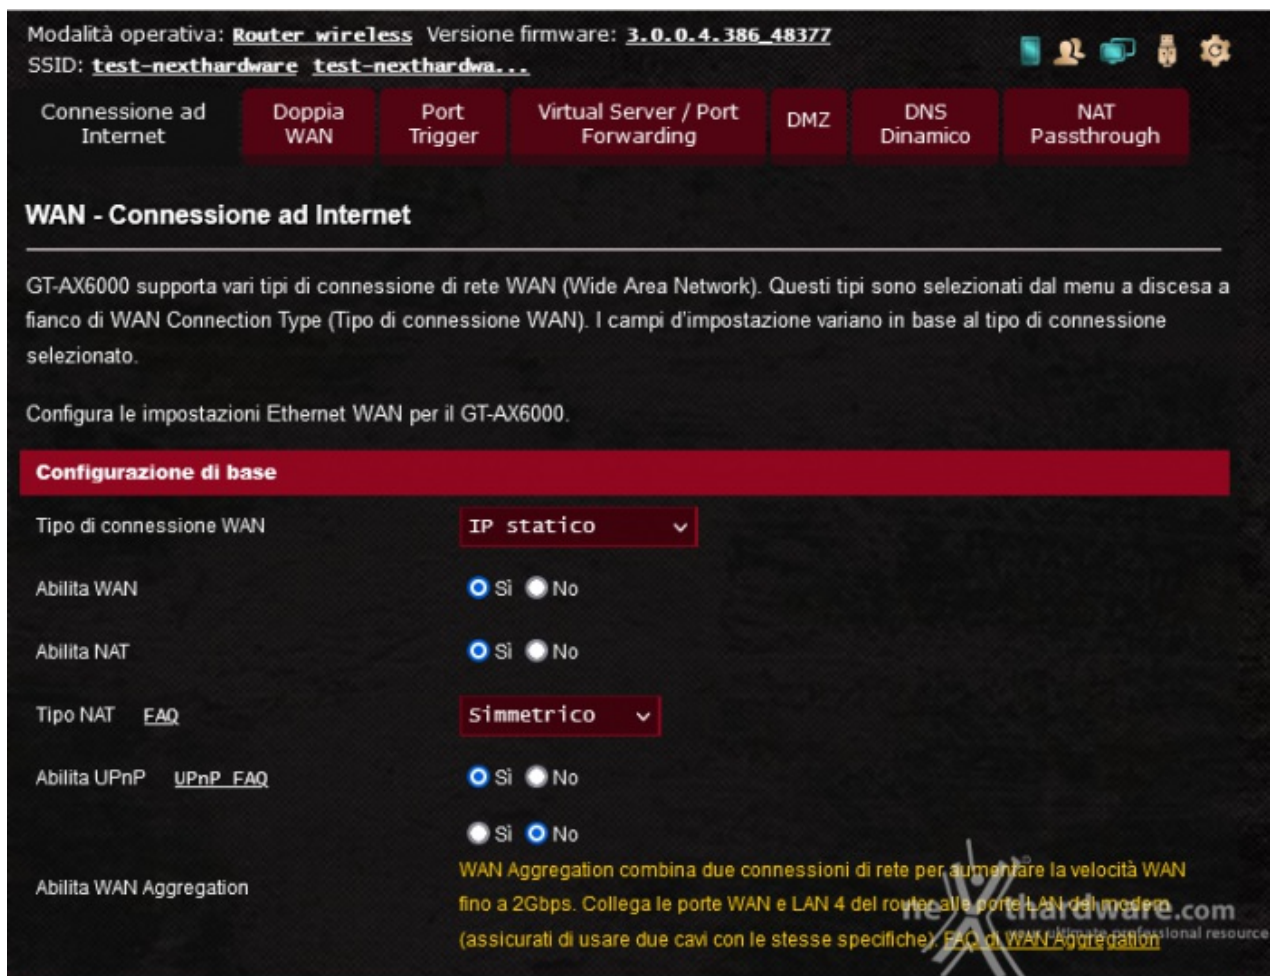 Modalità operativa: Router wireless Versione firmware: 3.0.0.4.386_48377
SSID: test-nexthardware test-nexthardwa...
Connessione ad Internet
Doppia WAN
Port Trigger
Virtual Server / Port Forwarding
DMZ
DNS Dinamico
NAT Passthrough
WAN - Connessione ad Internet
GT-AX6000 supporta vari tipi di connessione di rete WAN (Wide Area Network). Questi tipi sono selezionati dal menu a discesa a
fianco di WAN Connection Type (Tipo di connessione WAN). I campi d'impostazione variano in base al tipo di connessione
selezionato.
Configura le impostazioni Ethernet WAN per il GT-AX6000.
Configurazione di base
Tipo di connessione WAN IP statico
Abilita WAN Sì No
Abilita NAT Sì No
Tipo NAT FAQ Simmetrico
Abilita UPnP UPnP FAQ Sì No
Sì No
Abilita WAN Aggregation
WAN Aggregation combina due connessioni di rete per aumentare la velocità WAN
fino a 2Gbps. Collega le porte WAN e LAN 4 del router alle porte LAN del modem
(assicurati di usare due cavi con le stesse specifiche). FAQ di WAN Aggregation
nexthardware.com
your ultimate professional resource